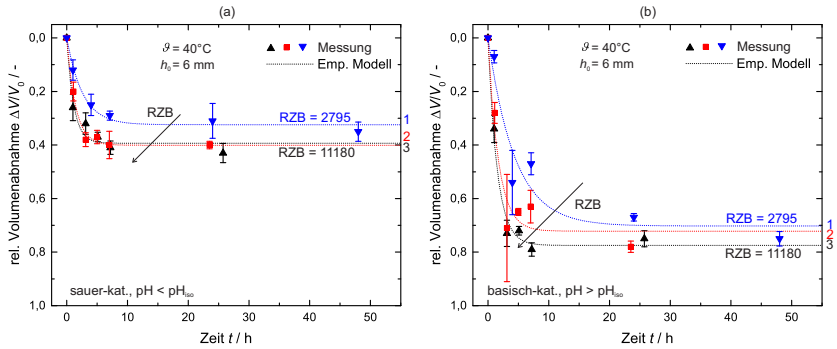 (a)
0,0
0,2
0,4
0,6
0,8
1,0
rel. Volumenabnahme ΔV/V₀ / -
ϑ = 40°C
h₀ = 6 mm
Messung
Emp. Modell
RZB
RZB = 2795
RZB = 11180
1
2
3
sauer-kat., pH < pH_iso
0 10 20 30 40 50
Zeit t / h
(b)
0,0
0,2
0,4
0,6
0,8
1,0
rel. Volumenabnahme ΔV/V₀ / -
ϑ = 40°C
h₀ = 6 mm
Messung
Emp. Modell
RZB
RZB = 2795
RZB = 11180
1
2
3
basisch-kat., pH > pH_iso
0 10 20 30 40 50
Zeit t / h